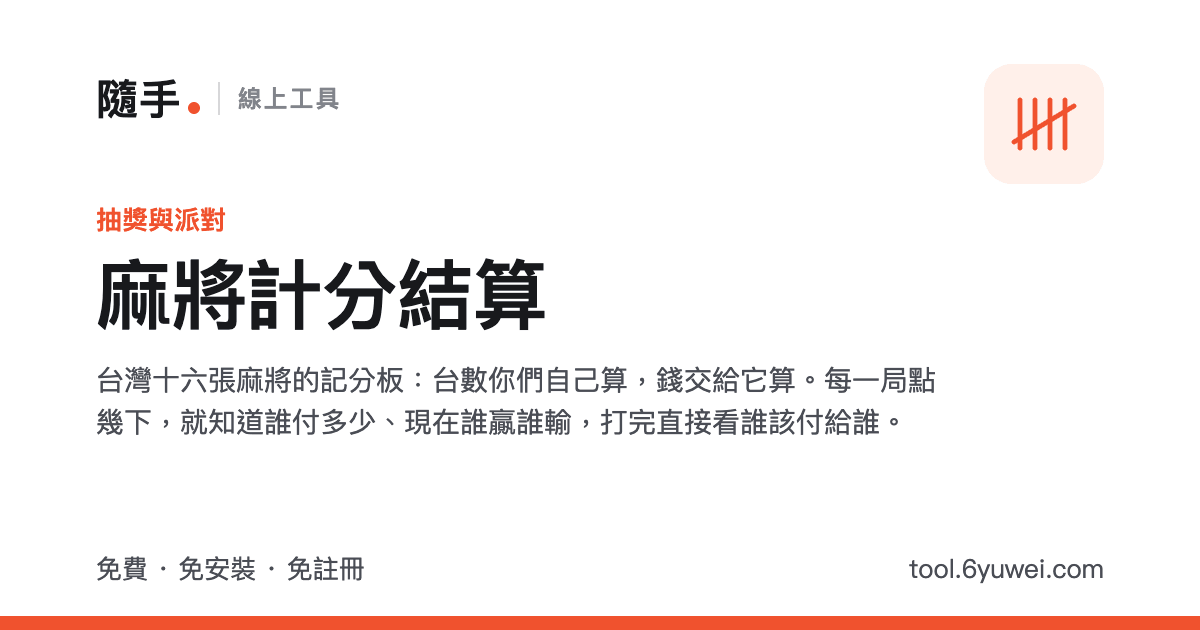 隨手.
線上工具
抽獎與派對
麻將計分結算
台灣十六張麻將的記分板：台數你們自己算，錢交給它算。每一局點
幾下，就知道誰付多少、現在誰贏誰輸，打完直接看誰該付給誰。
免費 · 免安裝 · 免註冊
tool.6yuwei.com